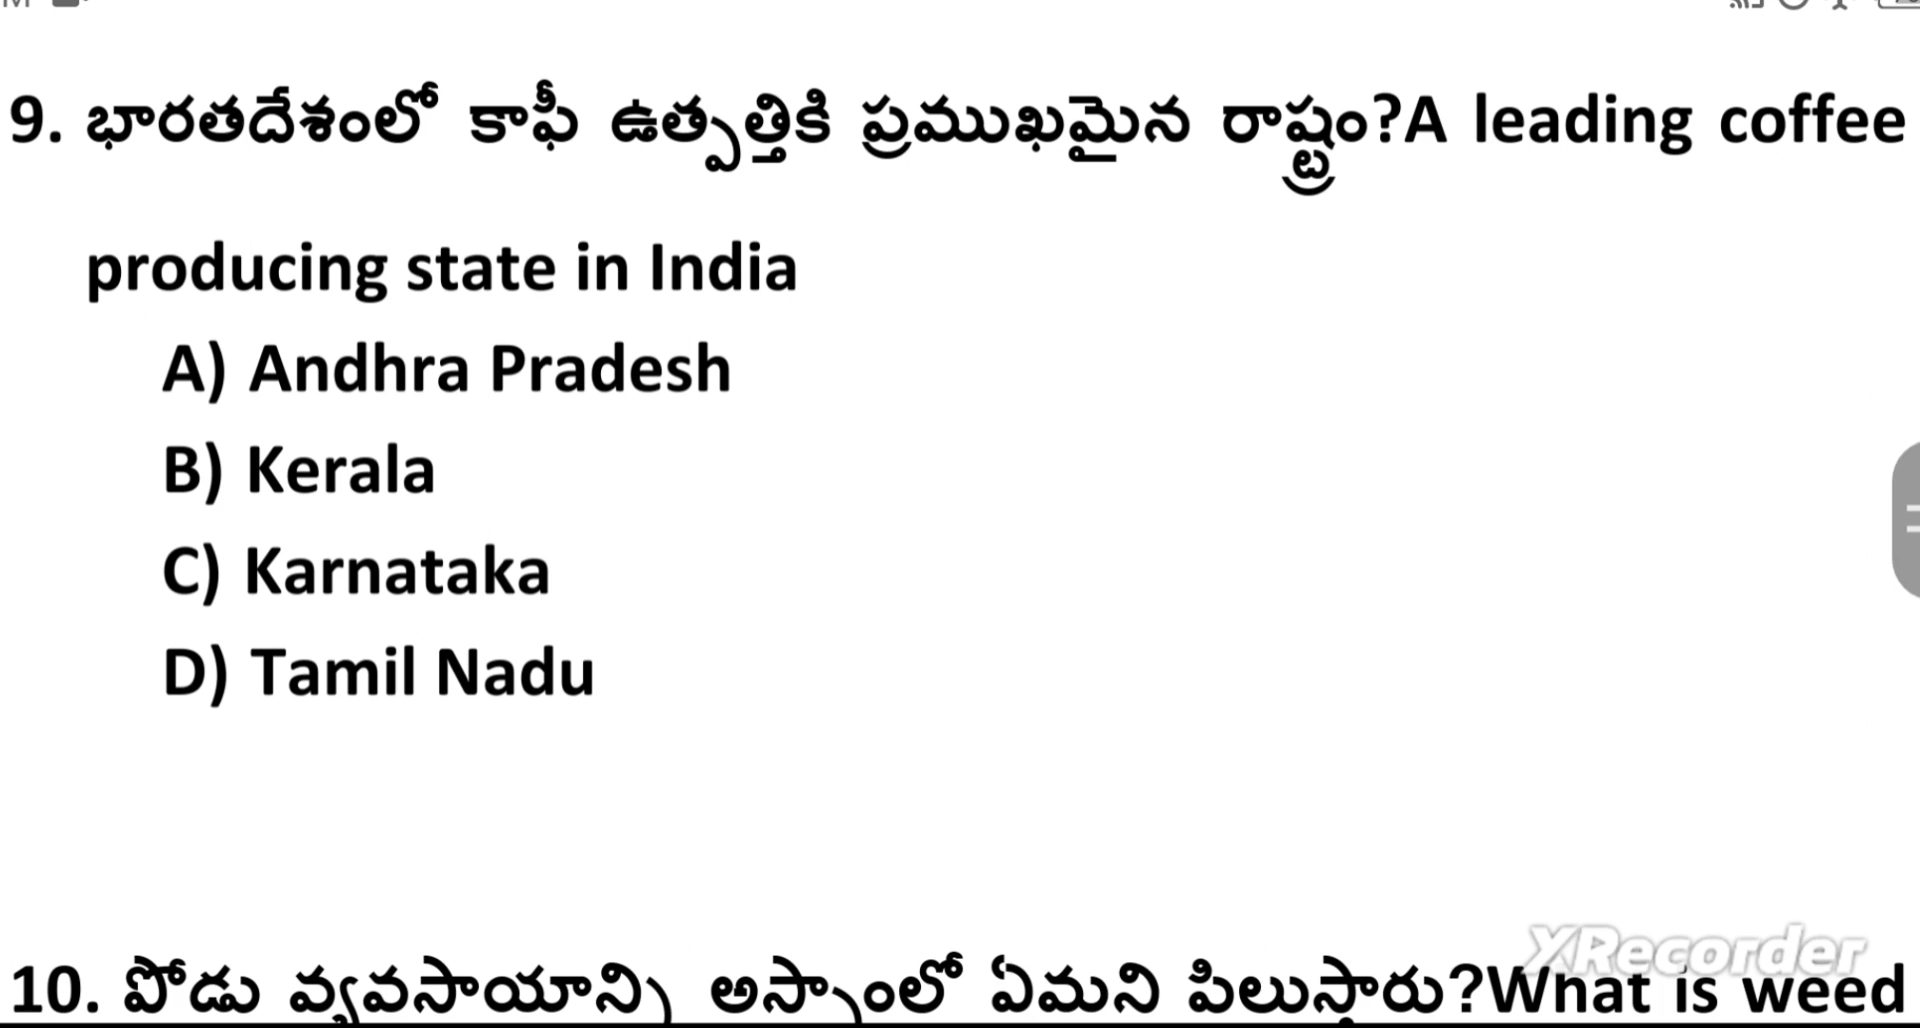 9. భారతదేశంలో కాఫీ ఉత్పత్తికి ప్రముఖమైన రాష్ట్రం?A leading coffee
producing state in India
A) Andhra Pradesh
B) Kerala
C) Karnataka
D) Tamil Nadu
XRecorder
10. పోడు వ్యవసాయాన్ని అస్సాంలో ఏమని పిలుస్తారు?What is weed